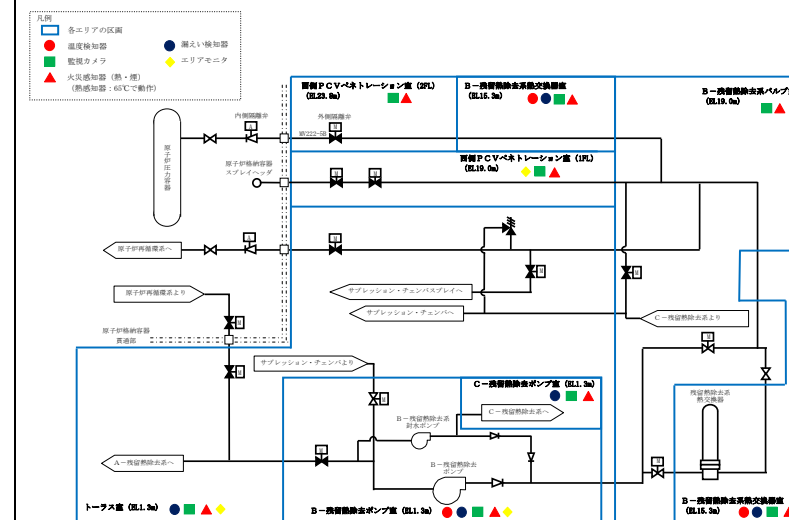 凡例
各エリアの区画
温度検知器
漏えい検知器
監視カメラ
エリアモニタ
火災感知器（熱・煙）
（熱感知器：65℃で動作）
西側ＰＣＶペネトレーション室（2FL）
(EL23.8m)
Ｂ－残留熱除去系熱交換器室
(EL15.3m)
Ｂ－残留熱除去系バルブ
(EL19.0m)
内側隔離弁
外側隔離弁
MV222-5B
原子炉圧力容器
原子炉格納容器
スプレイヘッダ
西側ＰＣＶペネトレーション室（1FL）
(EL19.0m)
原子炉再循環系へ
原子炉再循環系より
サプレッション・チェンバスプレイへ
サプレッション・チェンバへ
Ｃ－残留熱除去系より
原子炉格納容器
貫通部
サプレッション・チェンバより
Ｃ－残留熱除去ポンプ室（EL1.3m）
Ｃ－残留熱除去系へ
残留熱除去系
熱交換器
Ｂ－残留熱除去系
封水ポンプ
Ａ－残留熱除去系へ
Ｂ－残留熱除去
ポンプ
トーラス室（EL1.3m）
Ｂ－残留熱除去ポンプ室（EL1.3m）
Ｂ－残留熱除去系熱交換器室
(EL15.3m)